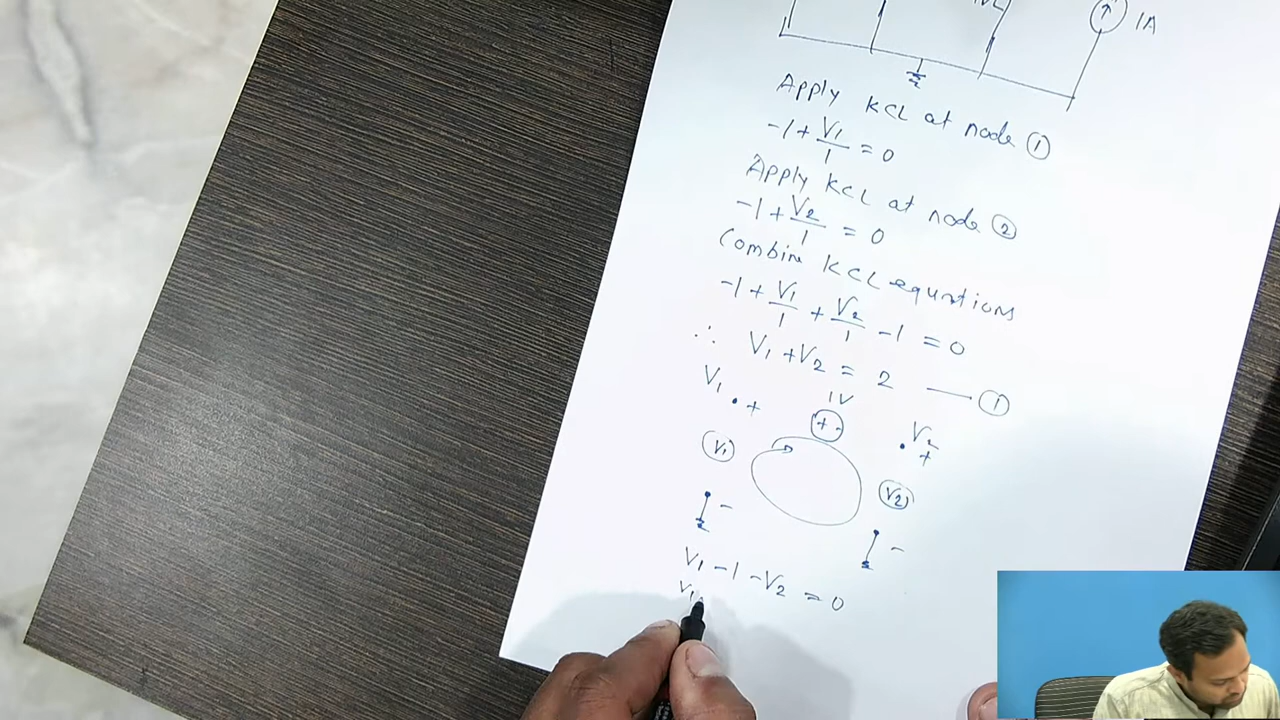 1A
Apply KCL at node ①
-1 + V1/1 = 0
Apply KCL at node ②
-1 + V2/1 = 0
Combine KCL equations
-1 + V1/1 + V2/1 - 1 = 0
∴ V1 + V2 = 2 — ①
V1 1V
+ + - V2
V1 +
V2
-
-
V1 - 1 - V2 = 0
V1